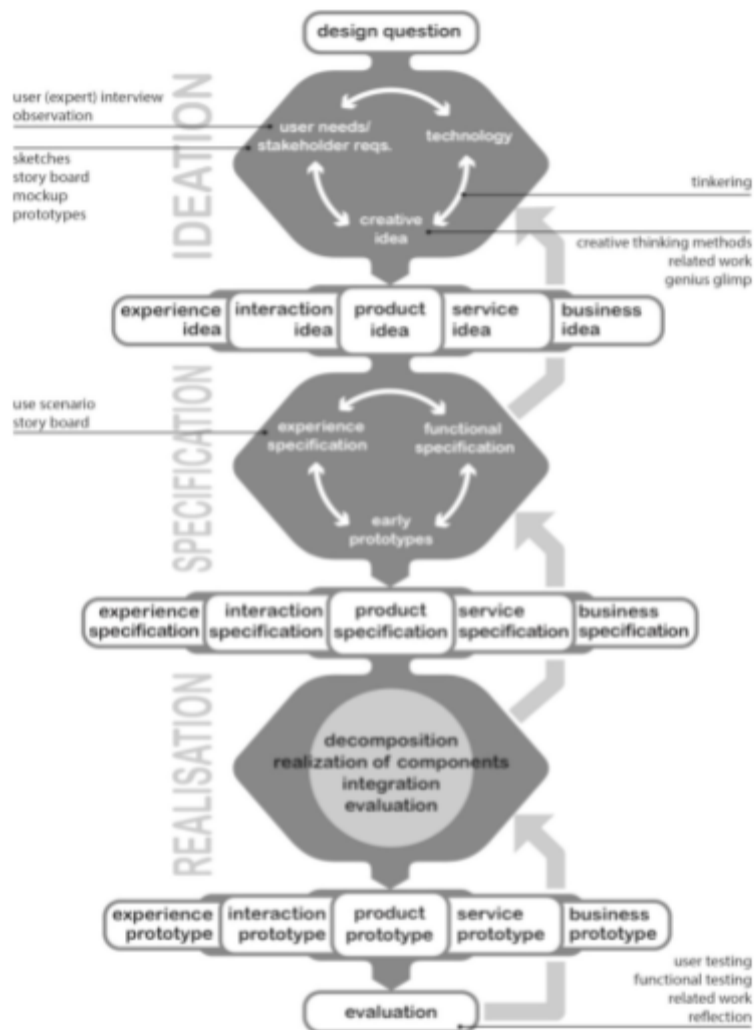 design question
IDEATION
user (expert) interview
observation
user needs/
stakeholder reqs.
technology
sketches
story board
mockup
prototypes
tinkering
creative
idea
creative thinking methods
related work
genius glimp
experience
idea
interaction
idea
product
idea
service
idea
business
idea
SPECIFICATION
use scenario
story board
experience
specification
functional
specification
early
prototypes
experience
specification
interaction
specification
product
specification
service
specification
business
specification
REALISATION
decomposition
realization of components
integration
evaluation
experience
prototype
interaction
prototype
product
prototype
service
prototype
business
prototype
evaluation
user testing
functional testing
related work
reflection